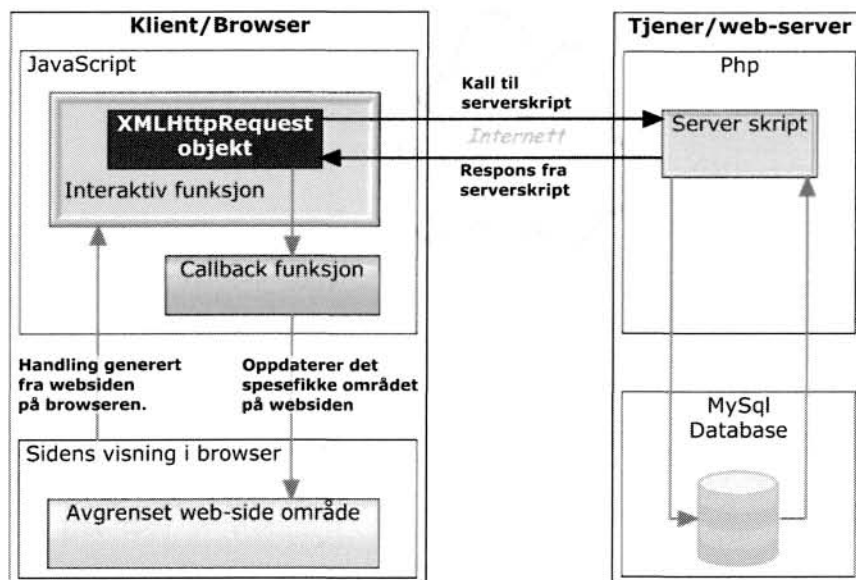 Klient/Browser
JavaScript
XMLHttpRequest
objekt
Interaktiv funksjon
Callback funksjon
Handling generert
fra websiden
på browseren.
Oppdaterer det
spesefikke området
på websiden
Sidens visning i browser
Avgrenset web-side område
Kall til
serverskript
Internett
Respons fra
serverskript
Tjener/web-server
Php
Server skript
MySql
Database